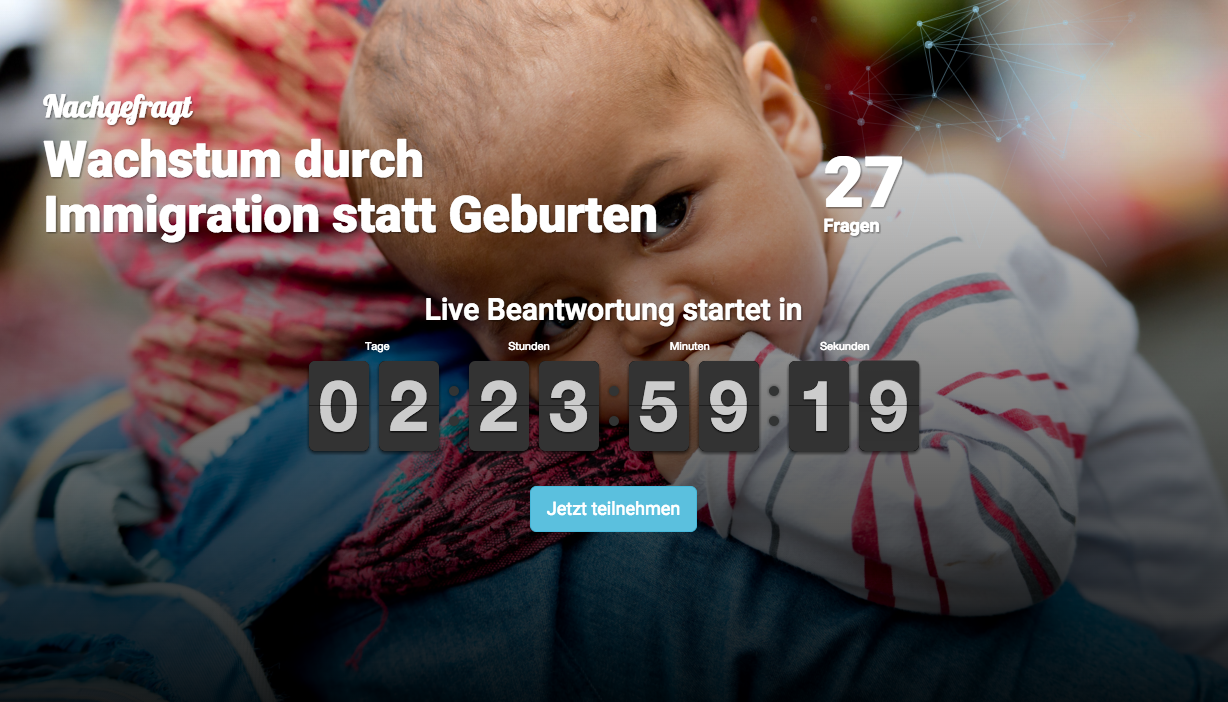 Nachgefragt
Wachstum durch
Immigration statt Geburten
27
Fragen
Live Beantwortung startet in
Tage Stunden Minuten Sekunden
02:23:59:19
Jetzt teilnehmen